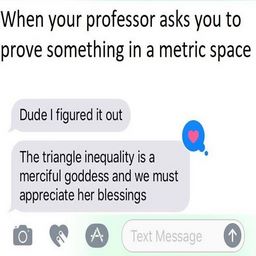 When your professor asks you to
prove something in a metric space
Dude I figured it out
The triangle inequality is a
merciful goddess and we must
appreciate her blessings
Text Message